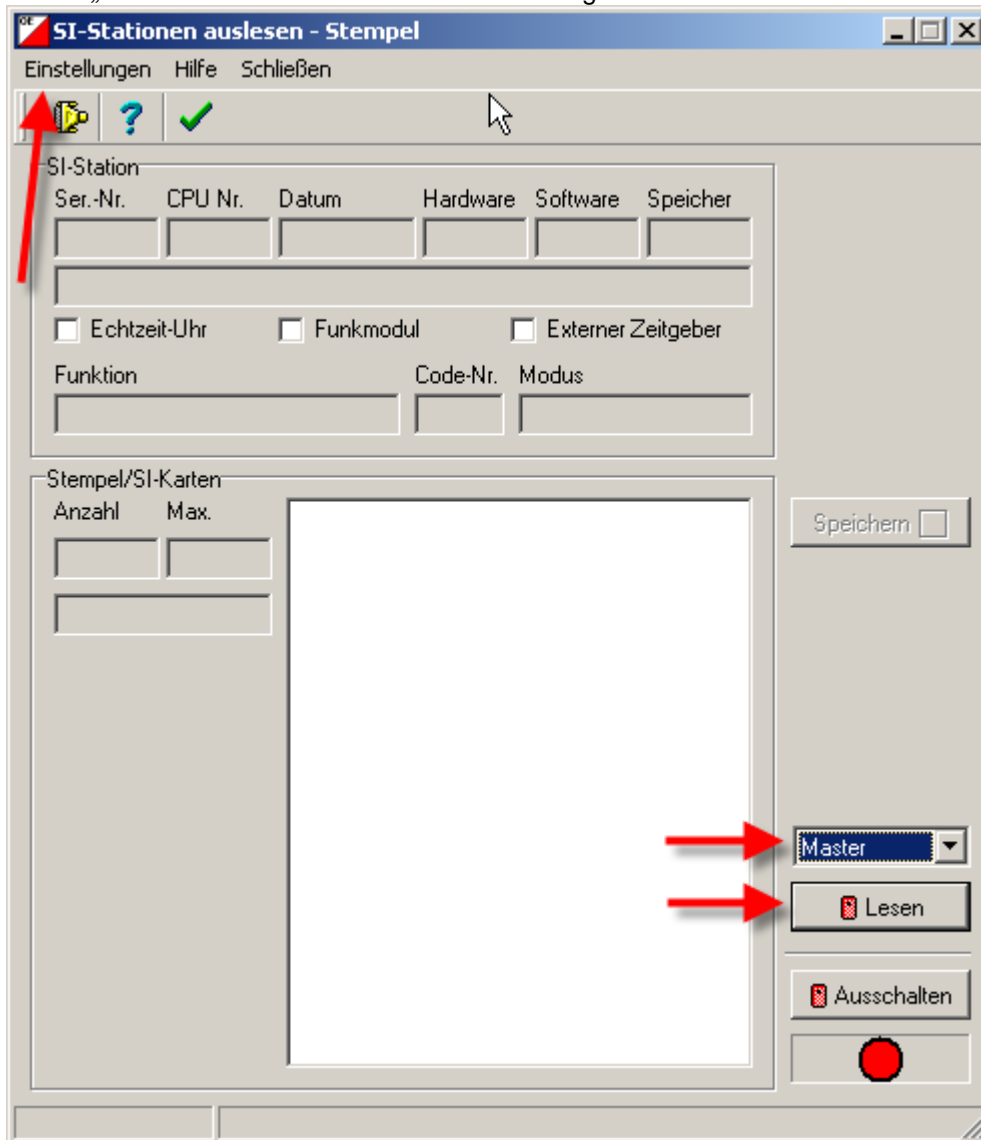 SI-Stationen auslesen - Stempel
Einstellungen Hilfe Schließen
SI-Station
Ser.-Nr. CPU Nr. Datum Hardware Software Speicher
Echtzeit-Uhr Funkmodul Externer Zeitgeber
Funktion Code-Nr. Modus
Stempel/SI-Karten
Anzahl Max.
Speichern
Master
Lesen
Ausschalten